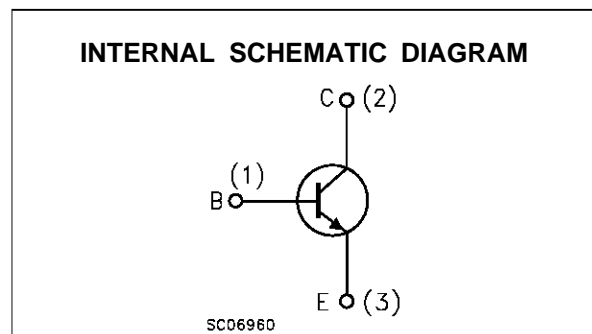 INTERNAL SCHEMATIC DIAGRAM
C (2)
(1)
B
E (3)
SC06960